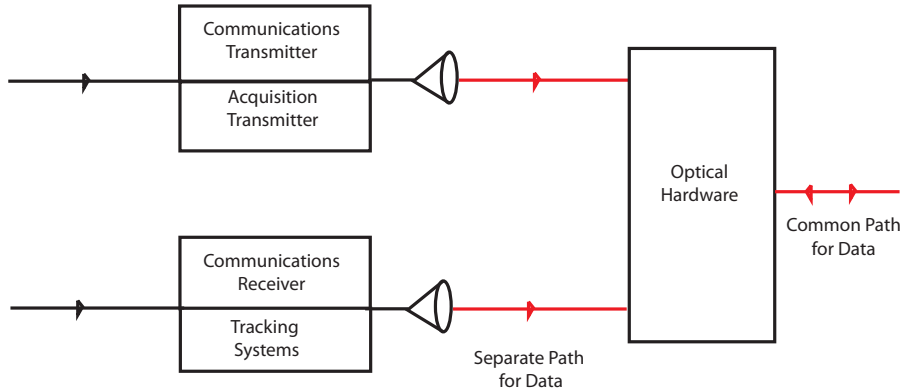 Communications
Transmitter
Acquisition
Transmitter
Optical
Hardware
Common Path
for Data
Communications
Receiver
Tracking
Systems
Separate Path
for Data